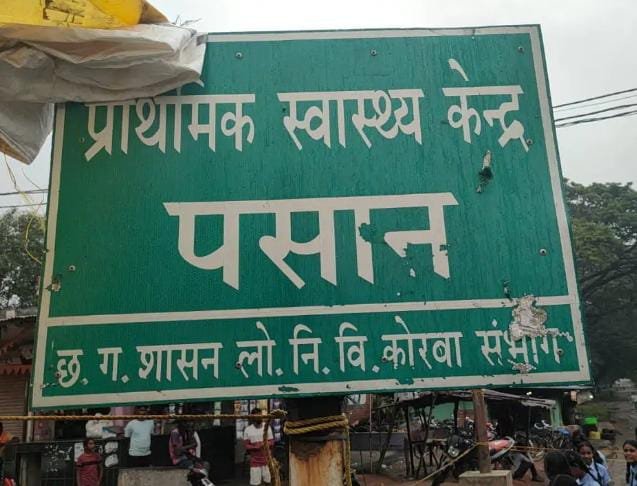 प्राथमिक स्वास्थ्य केन्द्र
पसान
छ. ग. शासन लो. नि. वि. कोरबा संभाग